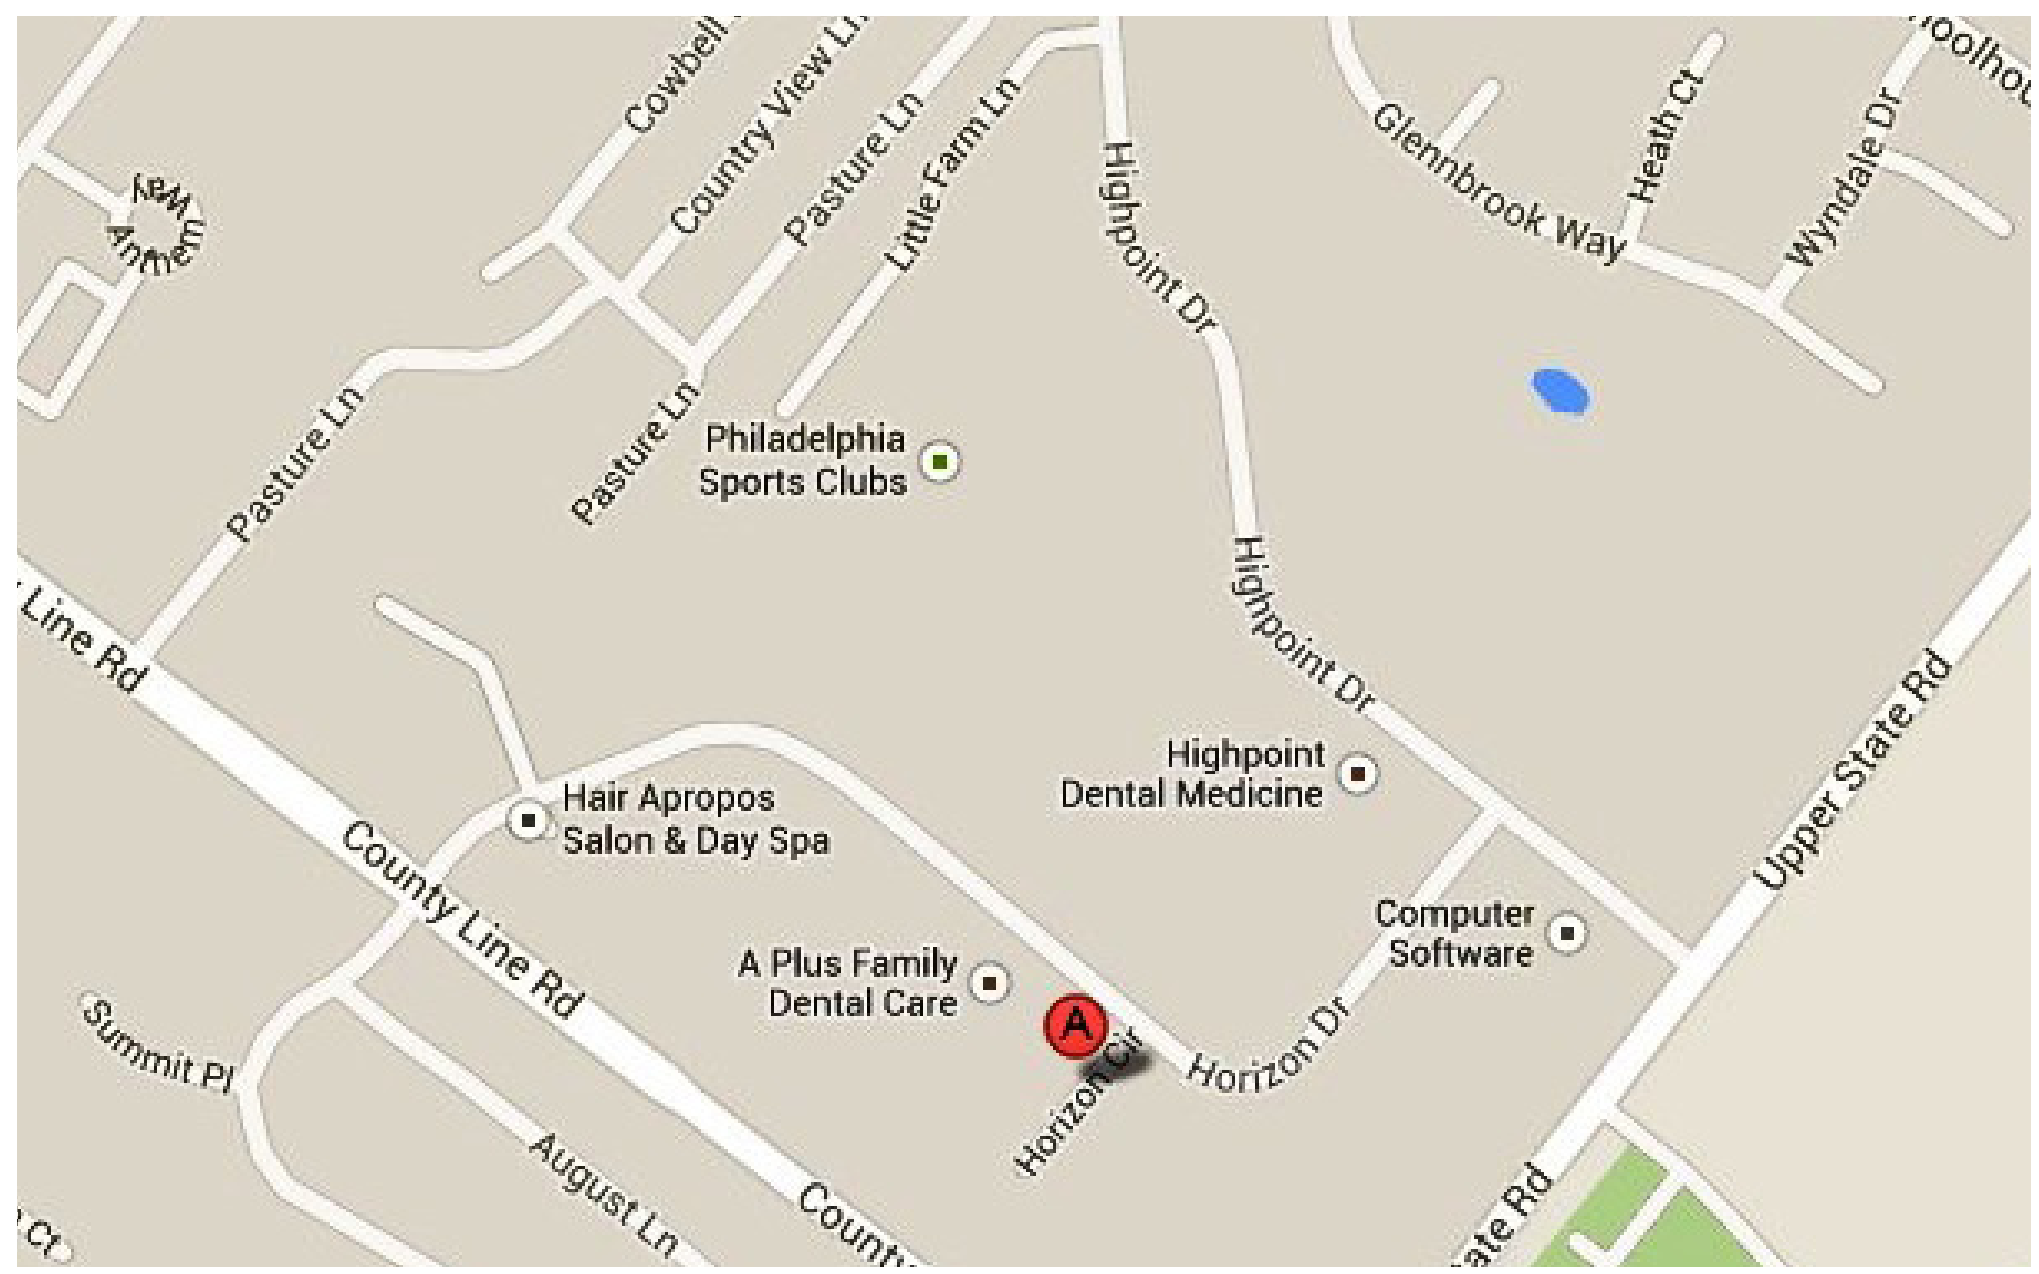 Cowbell
Country View Ln
Pasture Ln
Little Farm Ln
Highpoint Dr
Glennbrook Way
Heath Ct
Wyndale Dr
Anthem Way
Pasture Ln
Pasture Ln
Philadelphia
Sports Clubs
Highpoint Dr
Line Rd
Upper State Rd
Highpoint
Dental Medicine
Hair Apropos
Salon & Day Spa
County Line Rd
Computer
Software
A Plus Family
Dental Care
A
Horizon Cir
Horizon Dr
Summit Pl
August Ln
County
Rd
Ct